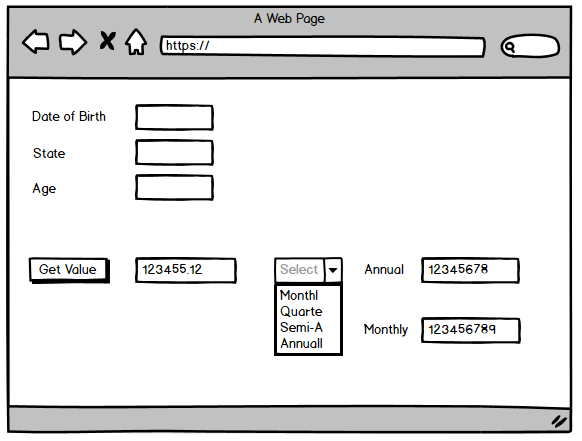 A Web Page
https://
Date of Birth
State
Age
Get Value
123455.12
Select
Monthl
Quarte
Semi-A
Annuall
Annual
12345678
Monthly
123456789